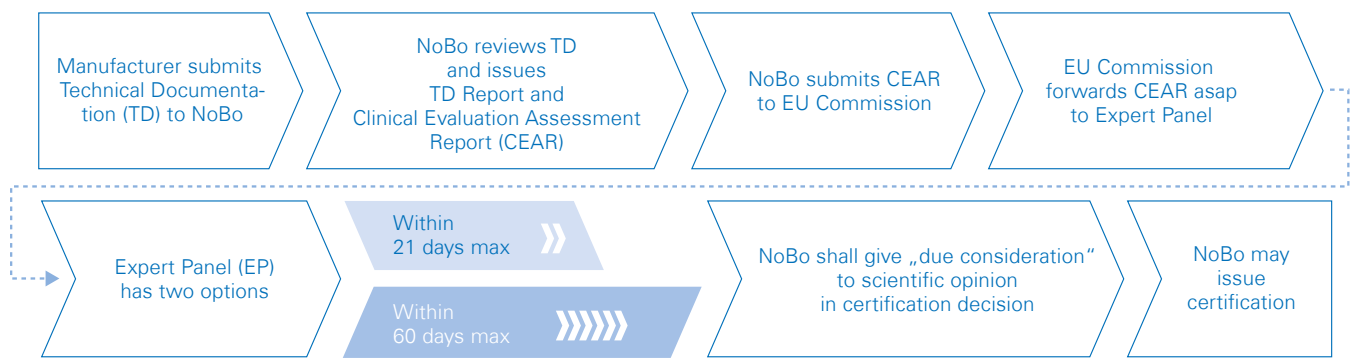 Manufacturer submits
Technical Documenta-
tion (TD) to NoBo
NoBo reviews TD
and issues
TD Report and
Clinical Evaluation Assessment
Report (CEAR)
NoBo submits CEAR
to EU Commission
EU Commission
forwards CEAR asap
to Expert Panel
Expert Panel (EP)
has two options
Within
21 days max
Within
60 days max
NoBo shall give „due consideration“
to scientific opinion
in certification decision
NoBo may
issue
certification